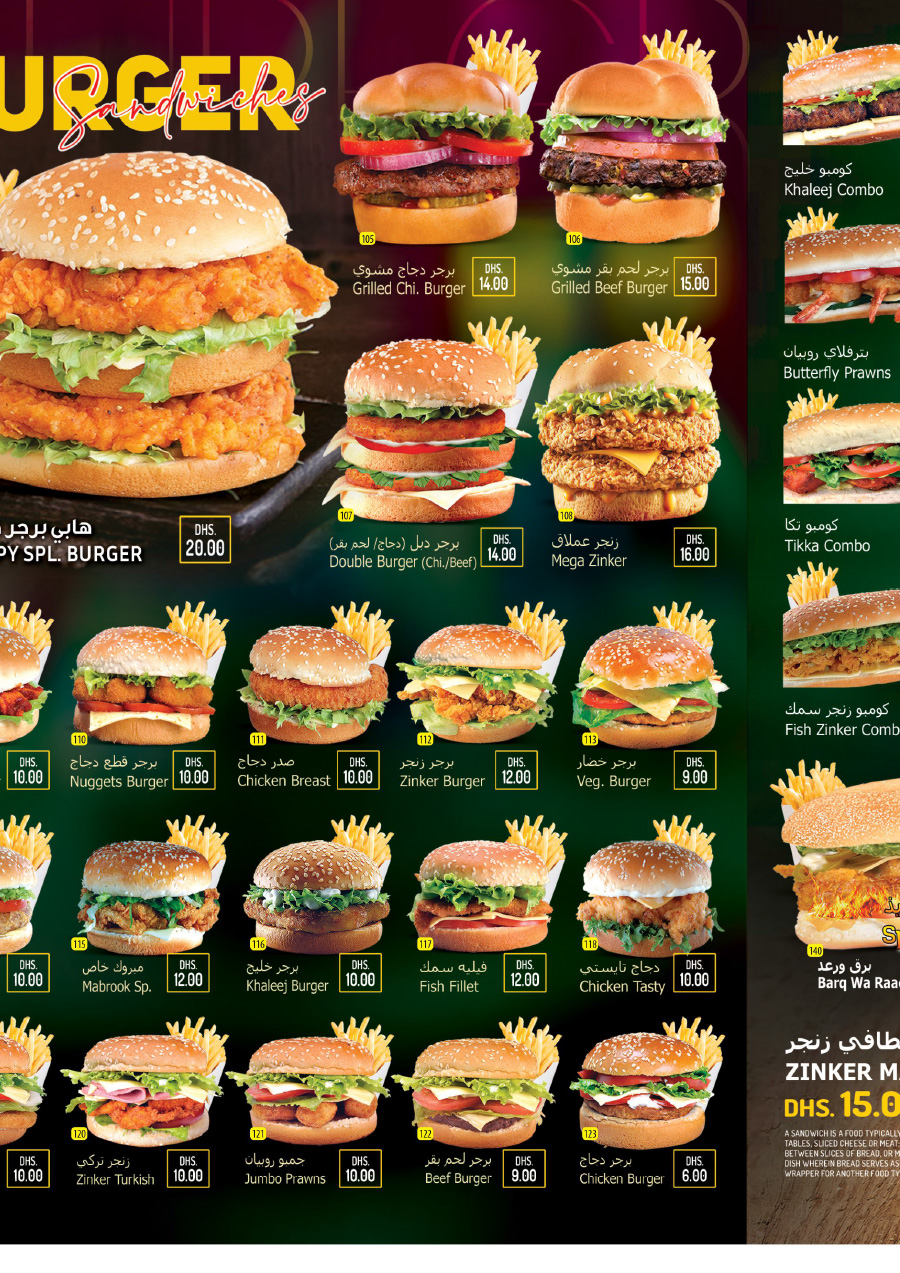 URGER
Sandwiches
هابي برجر
PY SPL. BURGER
DHS.
20.00
105
برجر دجاج مشوي
Grilled Chi. Burger
DHS.
14.00
106
برجر لحم بقر مشوي
Grilled Beef Burger
DHS.
15.00
107
برجر دبل (دجاج/ لحم بقر)
Double Burger (Chi./Beef)
DHS.
14.00
108
زنجر عملاق
Mega Zinker
DHS.
16.00
DHS.
10.00
110
برجر قطع دجاج
Nuggets Burger
DHS.
10.00
111
صدر دجاج
Chicken Breast
DHS.
10.00
112
برجر زنجر
Zinker Burger
DHS.
12.00
113
برجر خضار
Veg. Burger
DHS.
9.00
DHS.
10.00
115
مبروك خاص
Mabrook Sp.
DHS.
12.00
116
برجر خليج
Khaleej Burger
DHS.
10.00
117
فيليه سمك
Fish Fillet
DHS.
12.00
118
دجاج تايستي
Chicken Tasty
DHS.
10.00
DHS.
10.00
120
زنجر تركي
Zinker Turkish
DHS.
10.00
121
جمبو روبيان
Jumbo Prawns
DHS.
10.00
122
برجر لحم بقر
Beef Burger
DHS.
9.00
123
برجر دجاج
Chicken Burger
DHS.
6.00
كومبو خليج
Khaleej Combo
بترفلاي روبيان
Butterfly Prawns
كومبو تكا
Tikka Combo
كومبو زنجر سمك
Fish Zinker Comb
140
برق ورعد
Barq Wa Raa
طافي زنجر
ZINKER MA
DHS. 15.0
A SANDWICH IS A FOOD TYPICALLY
TABLES, SLICED CHEESE OR MEAT,
BETWEEN SLICES OF BREAD, OR M
DISH WHEREIN BREAD SERVES AS
WRAPPER FOR ANOTHER FOOD TY